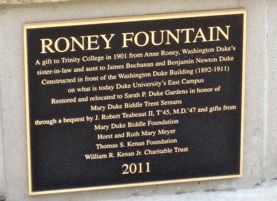 RONEY FOUNTAIN
A gift to Trinity College in 1901 from Anne Roney, Washington Duke's
sister-in-law and aunt to James Buchanan and Benjamin Newton Duke
Constructed in front of the Washington Duke Building (1892-1911)
on what is today Duke University's East Campus
Restored and relocated to Sarah P. Duke Gardens in honor of
Mary Duke Biddle Trent Semans
through a bequest by J. Robert Teabeaut II, T'45, M.D.'47 and gifts from
Mary Duke Biddle Foundation
Horst and Ruth Mary Meyer
Thomas S. Kenan Foundation
William R. Kenan Jr. Charitable Trust
2011